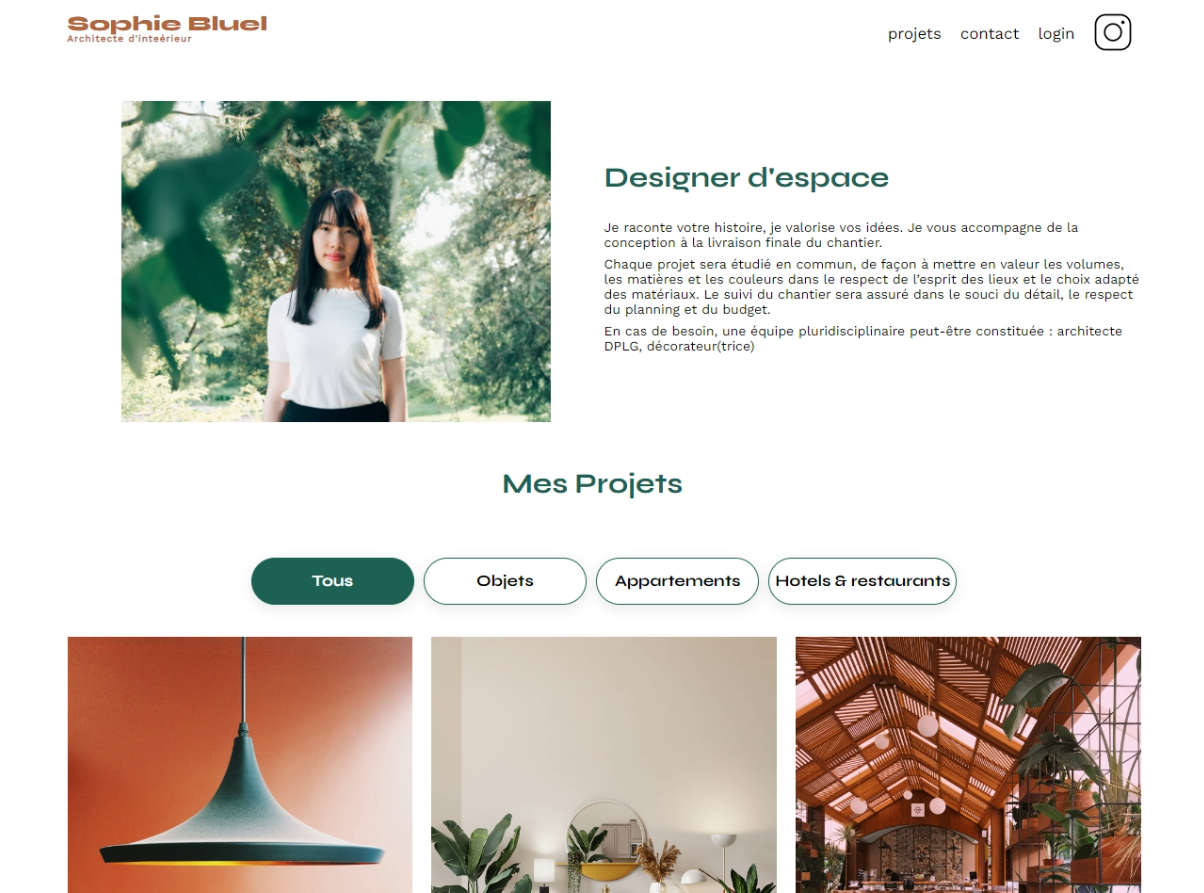 Sophie Bluel
Architecte d'inteérieur
projets contact login
Designer d'espace
Je raconte votre histoire, je valorise vos idées. Je vous accompagne de la
conception à la livraison finale du chantier.
Chaque projet sera étudié en commun, de façon à mettre en valeur les volumes,
les matières et les couleurs dans le respect de l’esprit des lieux et le choix adapté
des matériaux. Le suivi du chantier sera assuré dans le souci du détail, le respect
du planning et du budget.
En cas de besoin, une équipe pluridisciplinaire peut-être constituée : architecte
DPLG, décorateur(trice)
Mes Projets
Tous Objets Appartements Hotels & restaurants